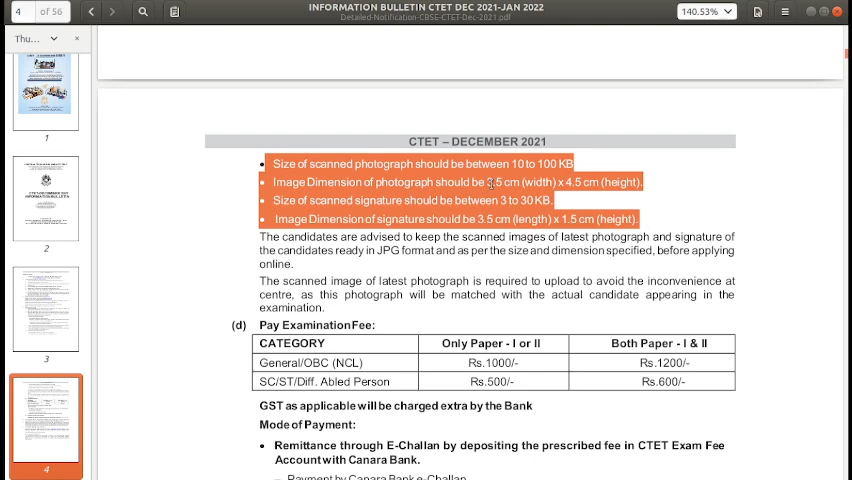 INFORMATION BULLETIN CTET DEC 2021-JAN 2022
Detailed-Notification-CBSE-CTET-Dec-2021.pdf
4 of 56
140.53%
Thu...
1
2
3
4
CTET – DECEMBER 2021
• Size of scanned photograph should be between 10 to 100 KB
• Image Dimension of photograph should be 3.5 cm (width) x 4.5 cm (height).
• Size of scanned signature should be between 3 to 30 KB.
• Image Dimension of signature should be 3.5 cm (length) x 1.5 cm (height).
The candidates are advised to keep the scanned images of latest photograph and signature of
the candidates ready in JPG format and as per the size and dimension specified, before applying
online.
The scanned image of latest photograph is required to upload to avoid the inconvenience at
centre, as this photograph will be matched with the actual candidate appearing in the
examination.
(d) Pay Examination Fee:
CATEGORY Only Paper - I or II Both Paper - I & II
General/OBC (NCL) Rs.1000/- Rs.1200/-
SC/ST/Diff. Abled Person Rs.500/- Rs.600/-
GST as applicable will be charged extra by the Bank
Mode of Payment:
• Remittance through E-Challan by depositing the prescribed fee in CTET Exam Fee
Account with Canara Bank.
– Payment by Canara Bank e-Challan